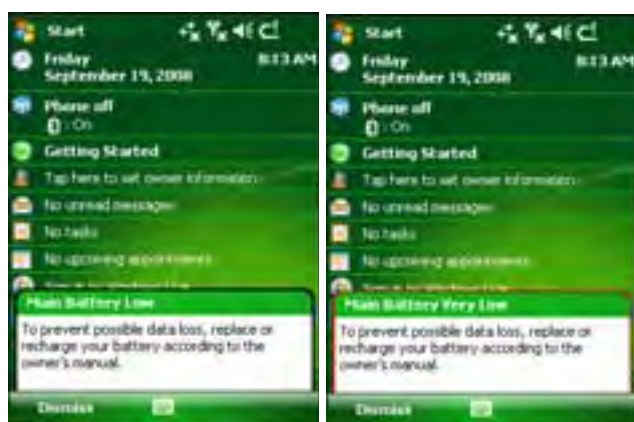 Start
Friday
8:13 AM
September 19, 2008
Phone off
: On
Getting Started
Tap here to set owner information.
No unread messages
No tasks
No upcoming appointments
Main Battery Low
To prevent possible data loss, replace or
recharge your battery according to the
owner's manual.
Dismiss
Start
Friday
8:13 AM
September 19, 2008
Phone off
: On
Getting Started
Tap here to set owner information.
No unread messages
No tasks
No upcoming appointments
Main Battery Very Low
To prevent possible data loss, replace or
recharge your battery according to the
owner's manual.
Dismiss